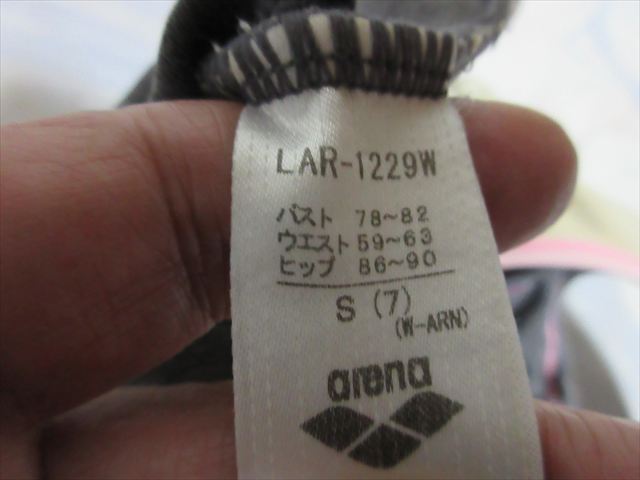 LAR-1229W
バスト 78~82
ウエスト 59~63
ヒップ 86~90
S (7)
(W-ARN)
arena